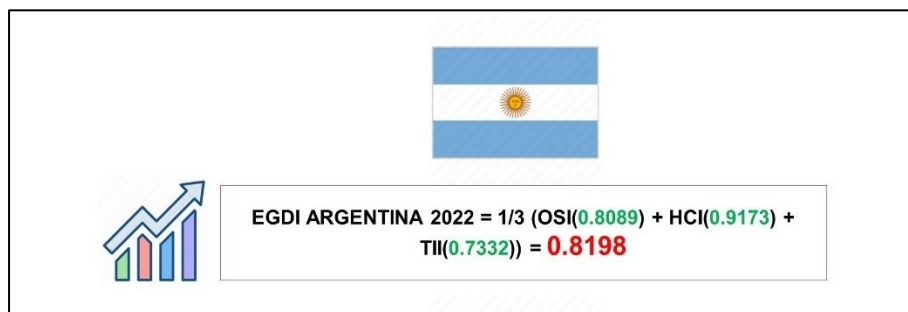 EGDI ARGENTINA 2022 = 1/3 (OSI(0.8089) + HCI(0.9173) +
TII(0.7332)) = 0.8198